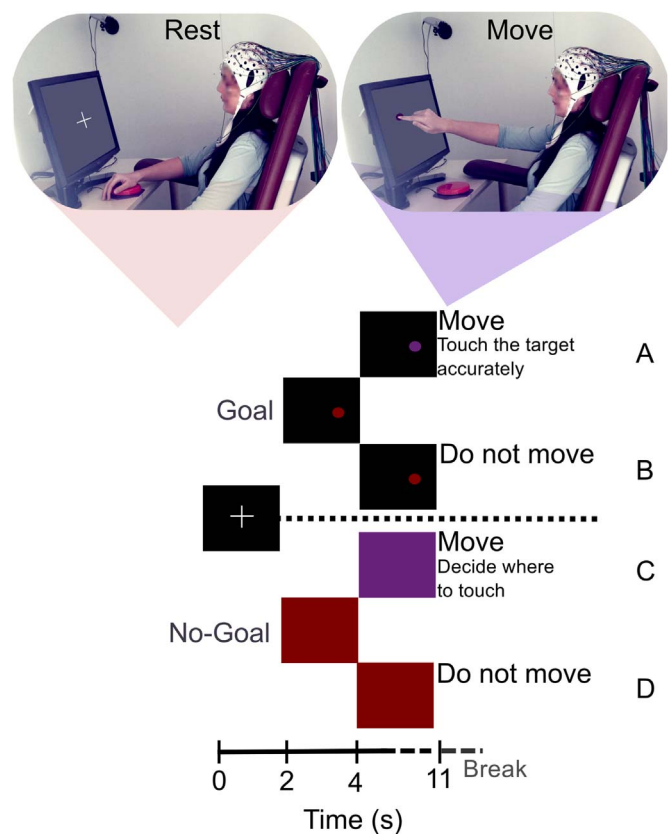 Rest
Move
Move
Touch the target
accurately
A
Goal
Do not move
B
Move
Decide where
to touch
C
No-Goal
Do not move
D
0
2
4
11
Break
Time (s)